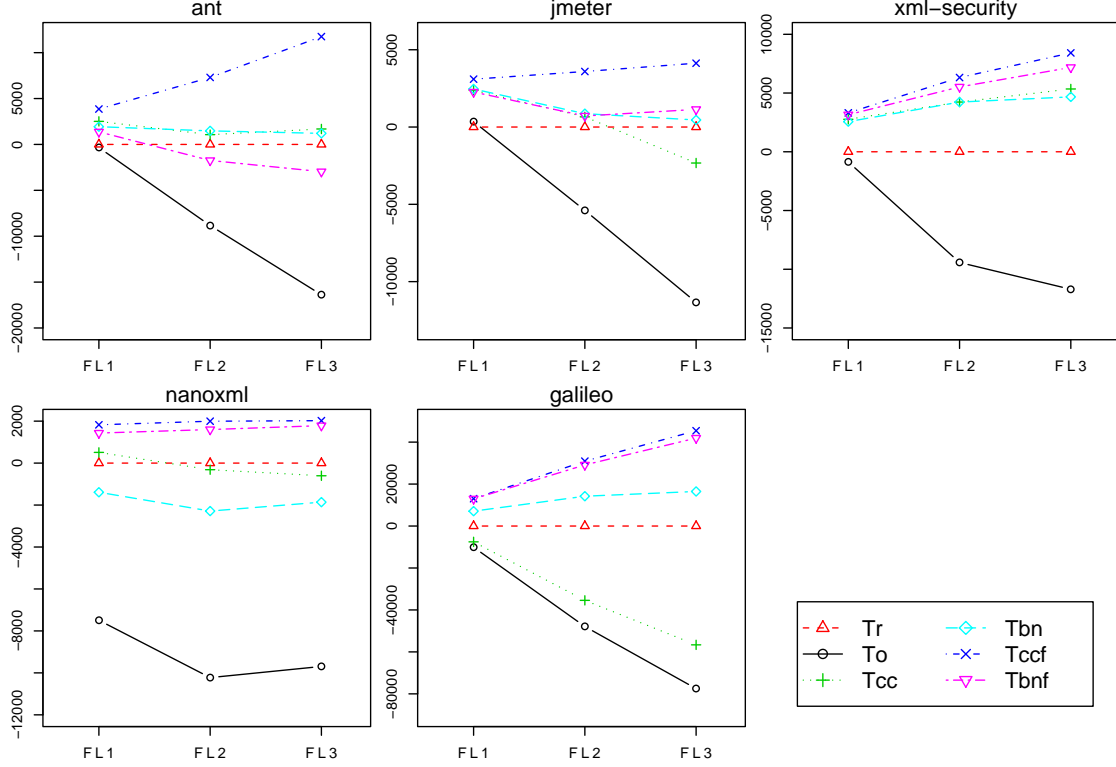 ant
5000
0
−10000
−20000
FL1 FL2 FL3
jmeter
5000
0
−5000
−10000
FL1 FL2 FL3
xml−security
10000
5000
0
−5000
−15000
FL1 FL2 FL3
nanoxml
2000
0
−4000
−8000
−12000
FL1 FL2 FL3
galileo
20000
0
−40000
−80000
FL1 FL2 FL3
Tr Tbn
To Tccf
Tcc Tbnf